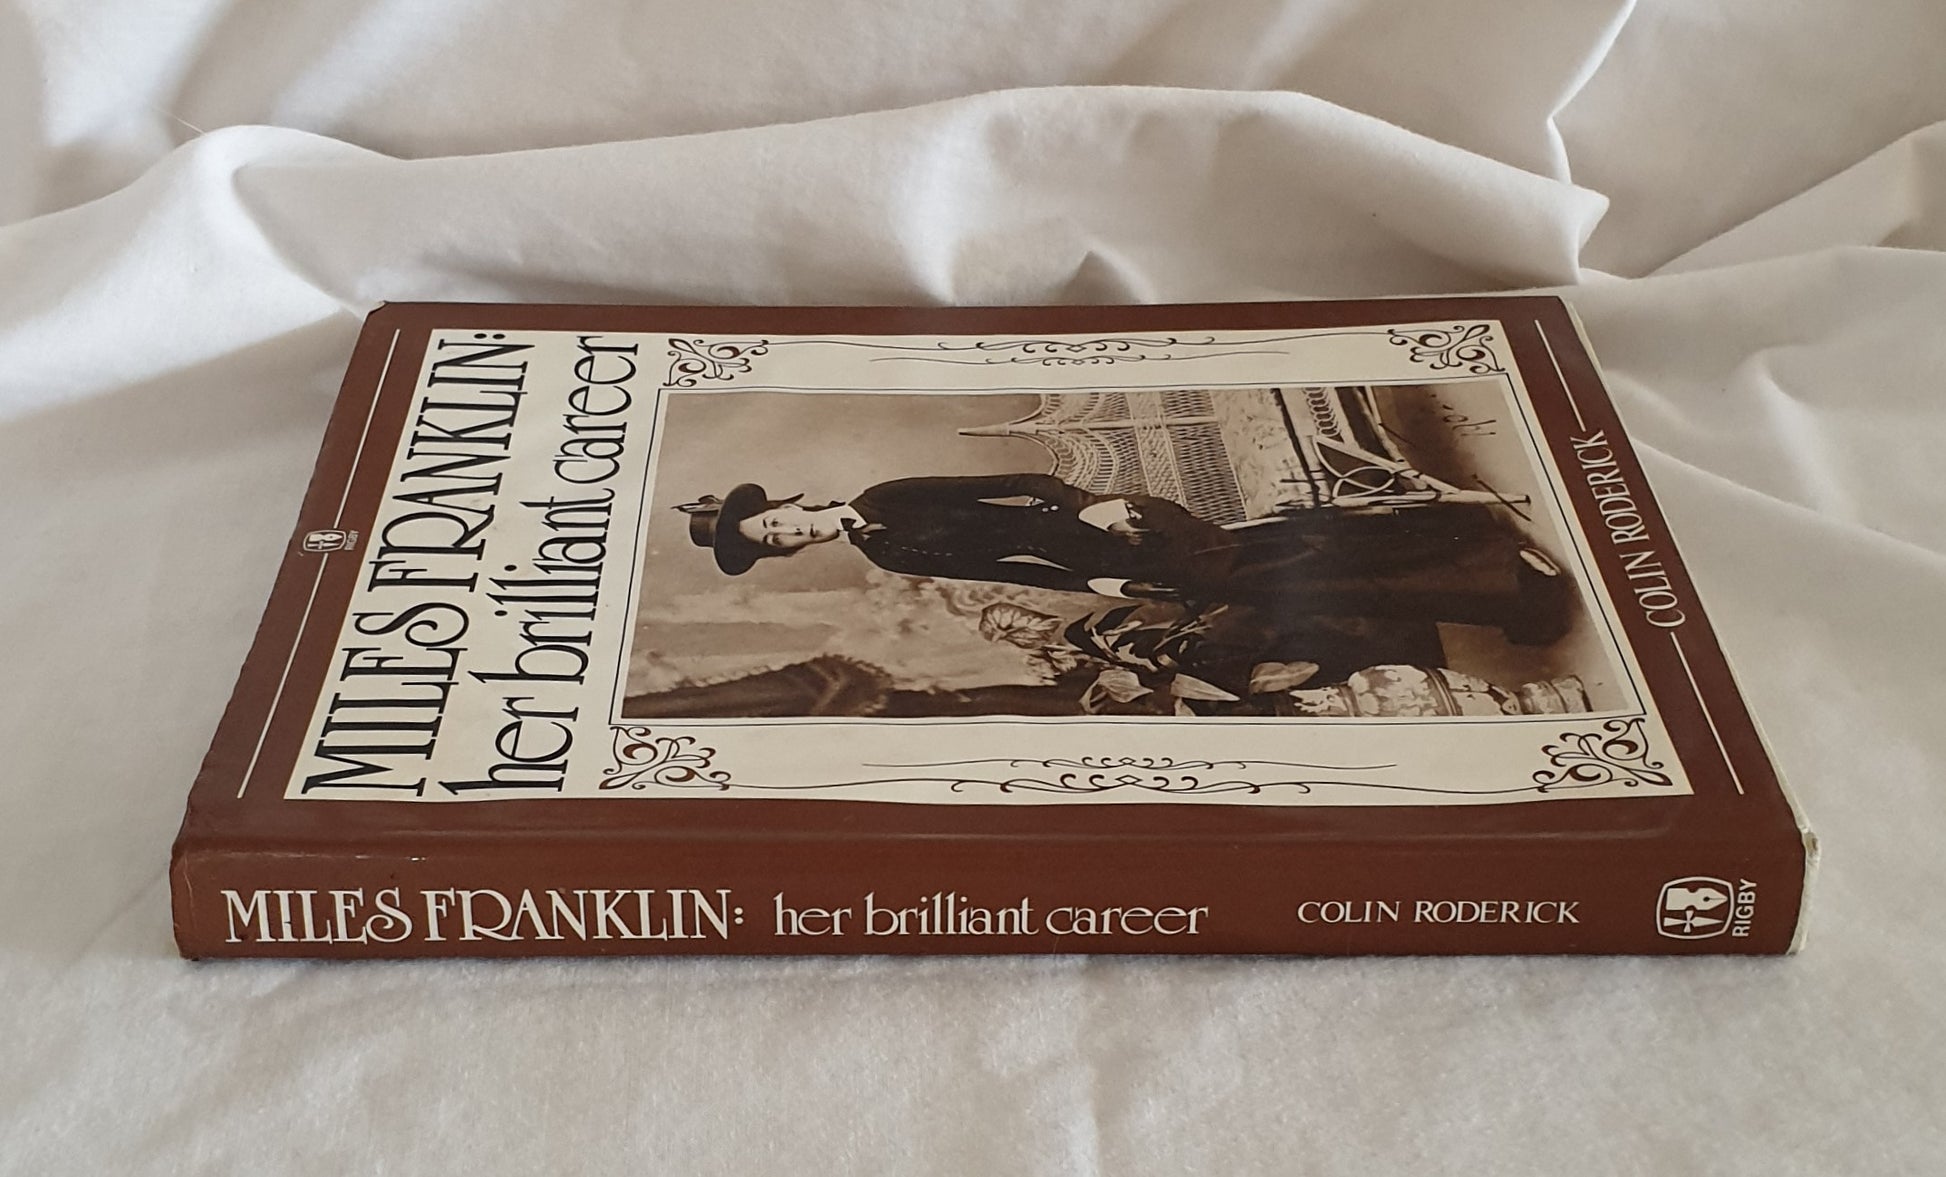 RIGBY
MILES FRANKLIN:
her brilliant career
COLIN RODERICK
MILES FRANKLIN: her brilliant career COLIN RODERICK RIGBY